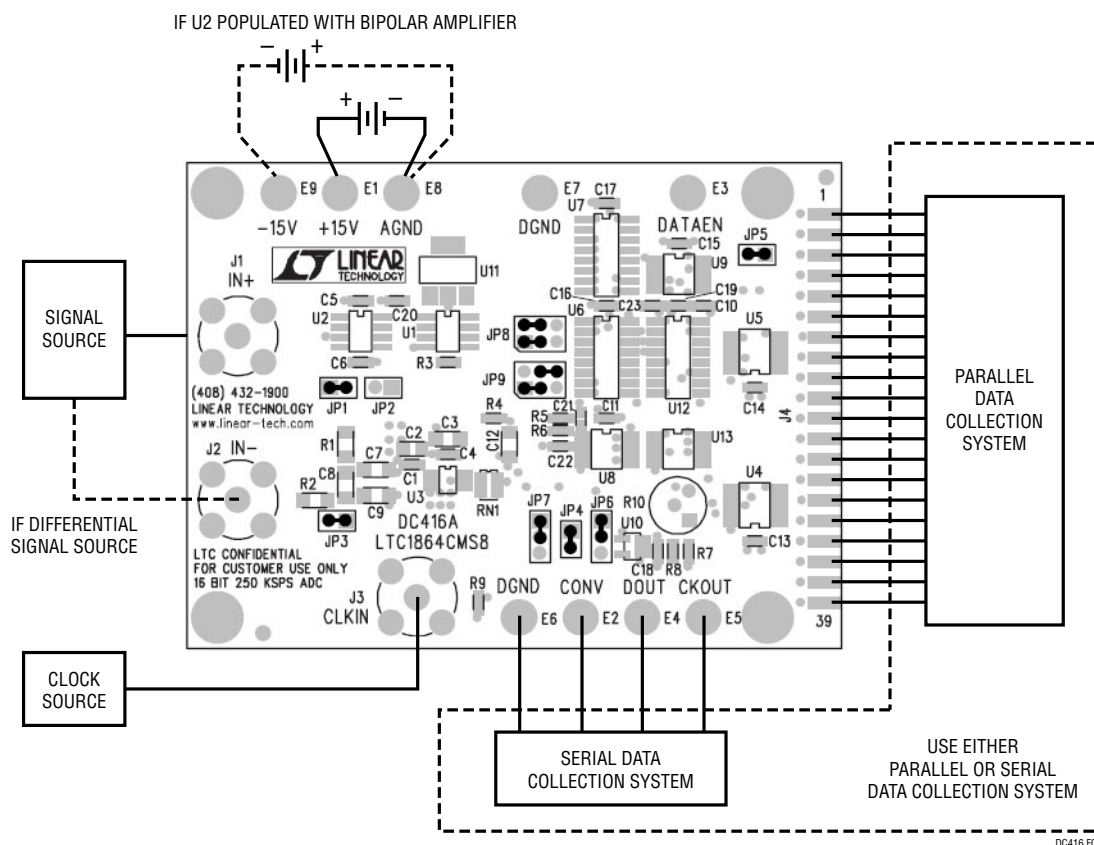 IF U2 POPULATED WITH BIPOLAR AMPLIFIER
− +
+ −
E9 E1 E8 E7 E3
-15V +15V AGND DGND DATAEN 1
U7 C17
C15
JP5
U9
LINEAR
TECHNOLOGY
U11
J1
IN+
SIGNAL
SOURCE
C5
C20
U2
U1
C6
R3
C16
C23
C19
C10
U6
U5
JP8
JP9
C14
U12
C11
(408) 432-1900
LINEAR TECHNOLOGY
www.linear-tech.com
JP1
JP2
R4
R5
R6
C21
C22
J4
PARALLEL
DATA
COLLECTION
SYSTEM
J2 IN-
R1
R2
C8
C7
C9
C2
C3
C1
C4
U3
C12
RN1
U8
U13
U4
R10
JP3
JP7
JP4
JP6
U10
C18
R8
R7
C13
IF DIFFERENTIAL
SIGNAL SOURCE
DC416A
LTC1864CMS8
LTC CONFIDENTIAL
FOR CUSTOMER USE ONLY
16 BIT 250 KSPS ADC
J3
CLKIN
R9
DGND CONV DOUT CKOUT
E6 E2 E4 E5
39
CLOCK
SOURCE
SERIAL DATA
COLLECTION SYSTEM
USE EITHER
PARALLEL OR SERIAL
DATA COLLECTION SYSTEM